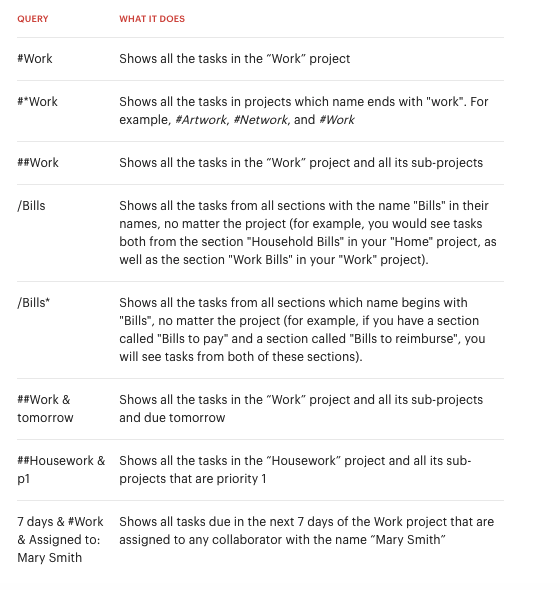 QUERY WHAT IT DOES
#Work Shows all the tasks in the “Work” project
#*Work Shows all the tasks in projects which name ends with "work". For
example, #Artwork, #Network, and #Work
##Work Shows all the tasks in the “Work” project and all its sub-projects
/Bills Shows all the tasks from all sections with the name "Bills" in their
names, no matter the project (for example, you would see tasks
both from the section "Household Bills" in your "Home" project, as
well as the section "Work Bills" in your "Work" project).
/Bills* Shows all the tasks from all sections which name begins with
"Bills", no matter the project (for example, if you have a section
called "Bills to pay" and a section called "Bills to reimburse", you
will see tasks from both of these sections).
##Work & Shows all the tasks in the “Work” project and all its sub-projects
tomorrow and due tomorrow
##Housework & Shows all the tasks in the “Housework” project and all its sub-
p1 projects that are priority 1
7 days & #Work Shows all tasks due in the next 7 days of the Work project that are
& Assigned to: assigned to any collaborator with the name “Mary Smith”
Mary Smith